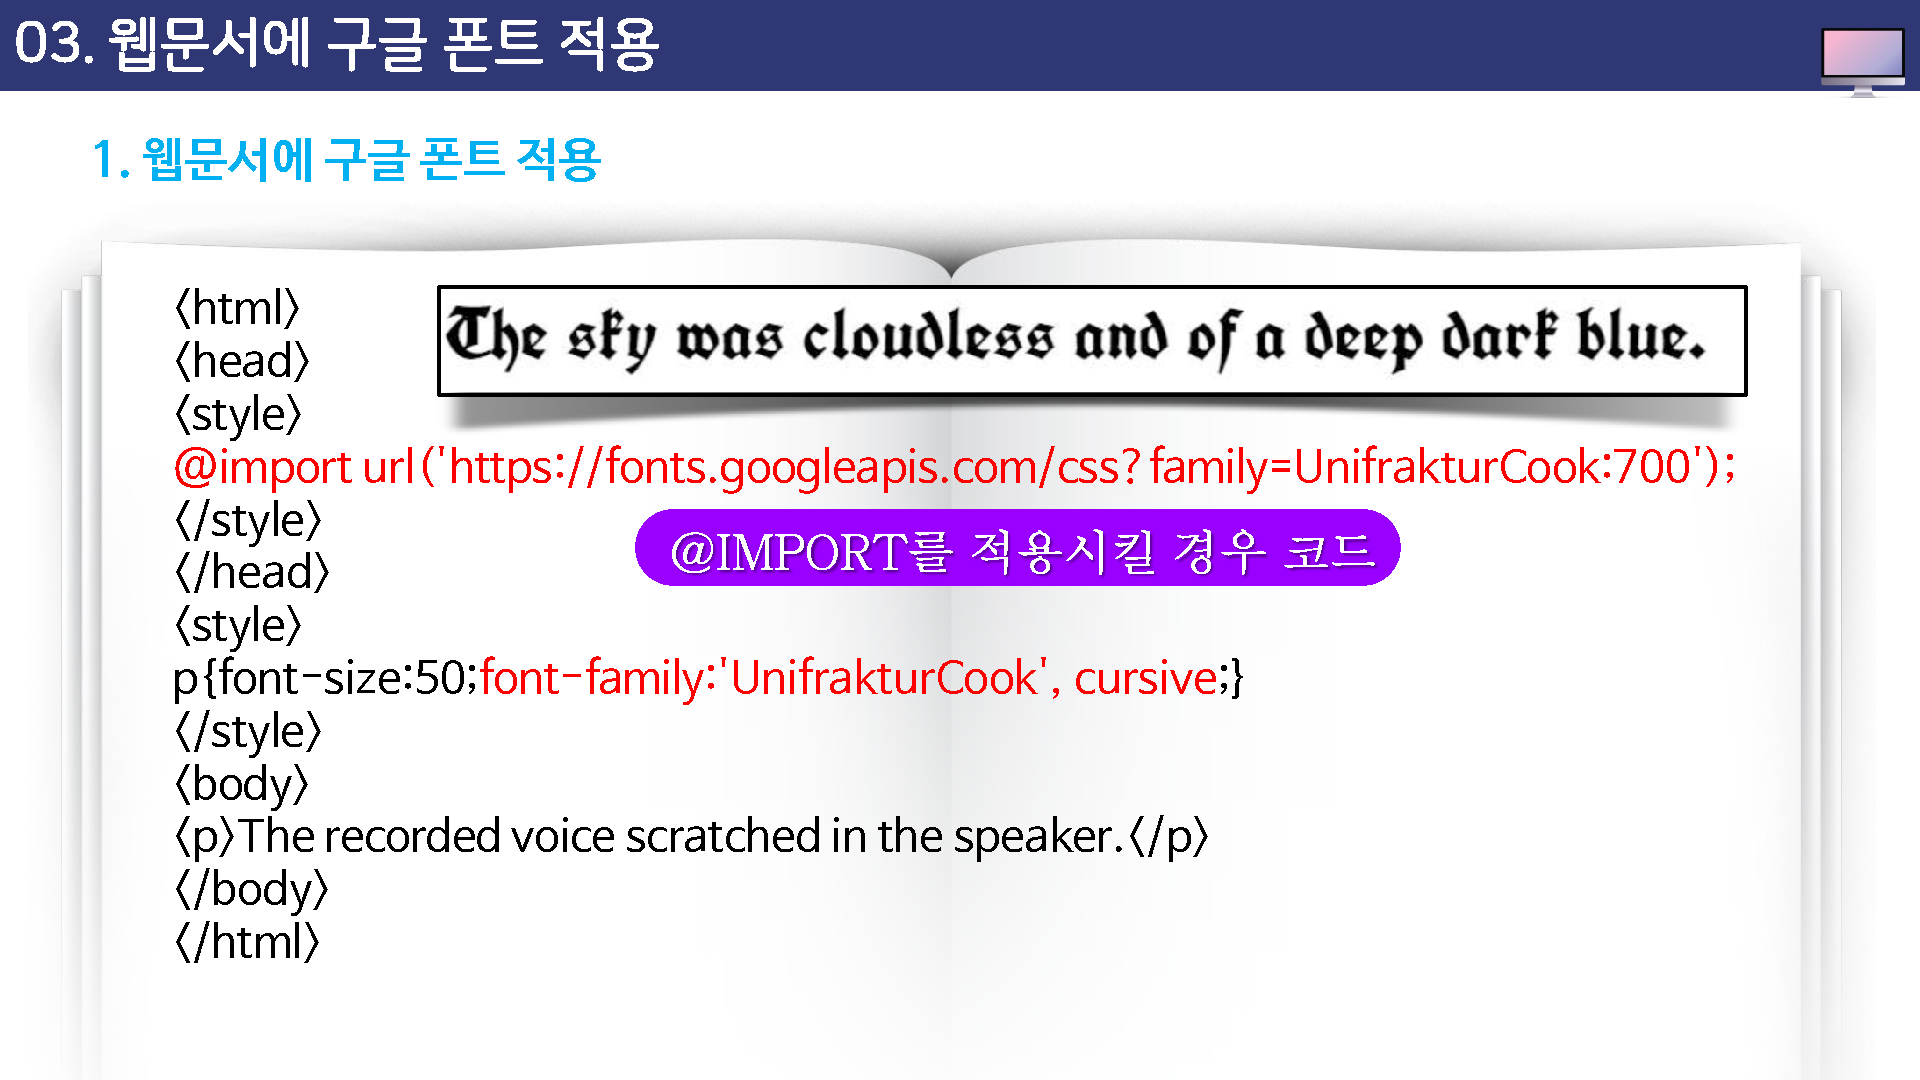 03. 웹문서에 구글 폰트 적용
1. 웹문서에 구글 폰트 적용
<html>
The sky was cloudless and of a deep dark blue.
<head>
<style>
@import url('https://fonts.googleapis.com/css?family=UnifrakturCook:700');
</style>
@IMPORT를 적용시킬 경우 코드
</head>
<style>
p{font-size:50;font-family:'UnifrakturCook', cursive;}
</style>
<body>
<p>The recorded voice scratched in the speaker.</p>
</body>
</html>